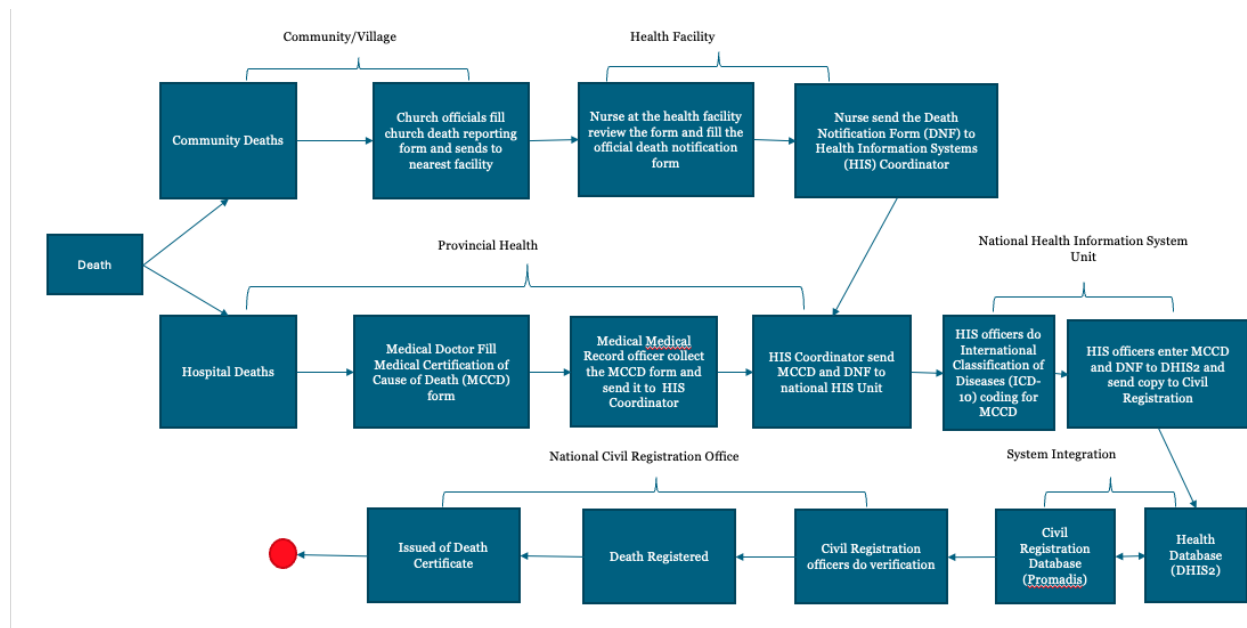 Community/Village
Health Facility
Community Deaths
Church officials fill
church death reporting
form and sends to
nearest facility
Nurse at the health facility
review the form and fill the
official death notification
form
Nurse send the Death
Notification Form (DNF) to
Health Information Systems
(HIS) Coordinator
Death
Provincial Health
National Health Information System
Unit
Hospital Deaths
Medical Doctor Fill
Medical Certification of
Cause of Death (MCCD)
form
Medical Medical
Record officer collect
the MCCD form and
send it to HIS
Coordinator
HIS Coordinator send
MCCD and DNF to
national HIS Unit
HIS officers do
International
Classification of
Diseases (ICD-
10) coding for
MCCD
HIS officers enter MCCD
and DNF to DHIS2 and
send copy to Civil
Registration
National Civil Registration Office
System Integration
Issued of Death
Certificate
Death Registered
Civil Registration
officers do verification
Civil
Registration
Database
(Promadis)
Health
Database
(DHIS2)